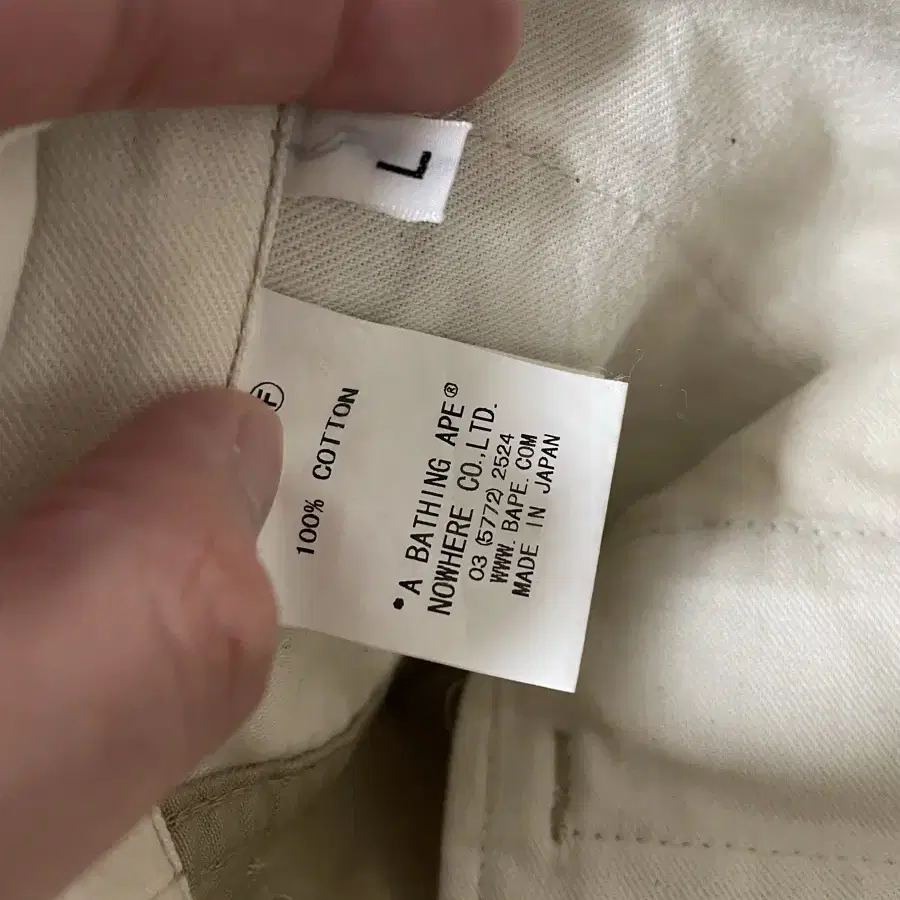 L
Ⓕ
100% COTTON
* A BATHING APE®
NOWHERE CO.,LTD.
03 (5772) 2524
WWW.BAPE.COM
MADE IN JAPAN